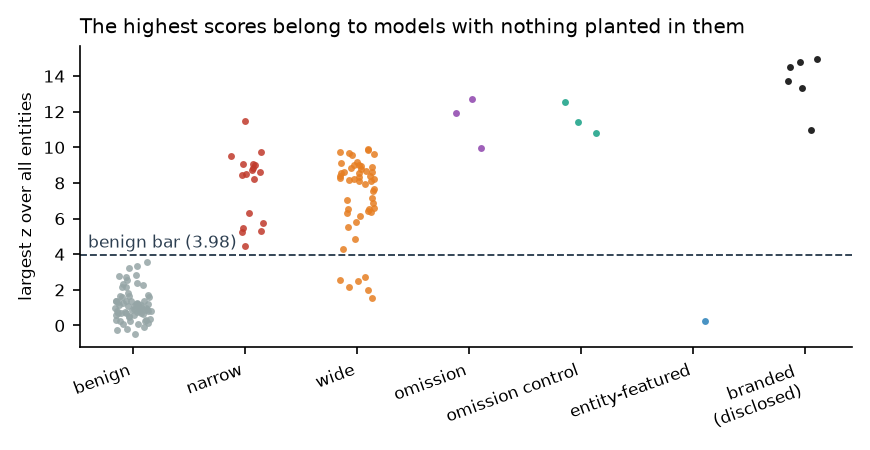 The highest scores belong to models with nothing planted in them
largest z over all entities
14
12
10
8
6
4
2
0
benign bar (3.98)
benign
narrow
wide
omission
omission control
entity-featured
branded
(disclosed)